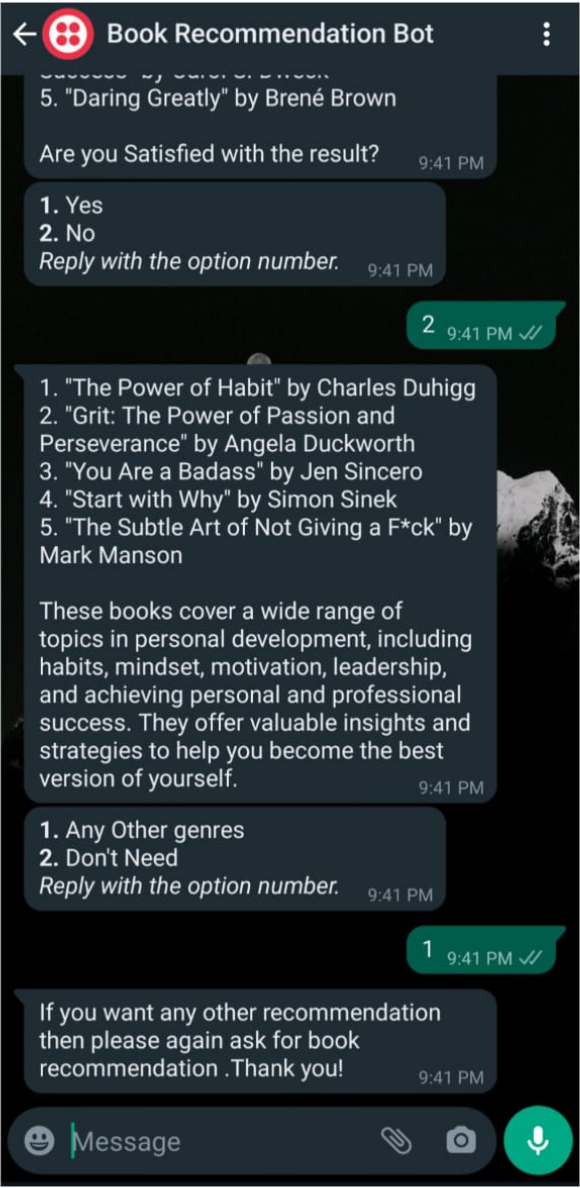 Book Recommendation Bot
5. "Daring Greatly" by Brené Brown
Are you Satisfied with the result?
9:41 PM
1. Yes
2. No
Reply with the option number.
9:41 PM
2
9:41 PM
1. "The Power of Habit" by Charles Duhigg
2. "Grit: The Power of Passion and
Perseverance" by Angela Duckworth
3. "You Are a Badass" by Jen Sincero
4. "Start with Why" by Simon Sinek
5. "The Subtle Art of Not Giving a F*ck" by
Mark Manson
These books cover a wide range of
topics in personal development, including
habits, mindset, motivation, leadership,
and achieving personal and professional
success. They offer valuable insights and
strategies to help you become the best
version of yourself.
9:41 PM
1. Any Other genres
2. Don't Need
Reply with the option number.
9:41 PM
1
9:41 PM
If you want any other recommendation
then please again ask for book
recommendation .Thank you!
9:41 PM
Message